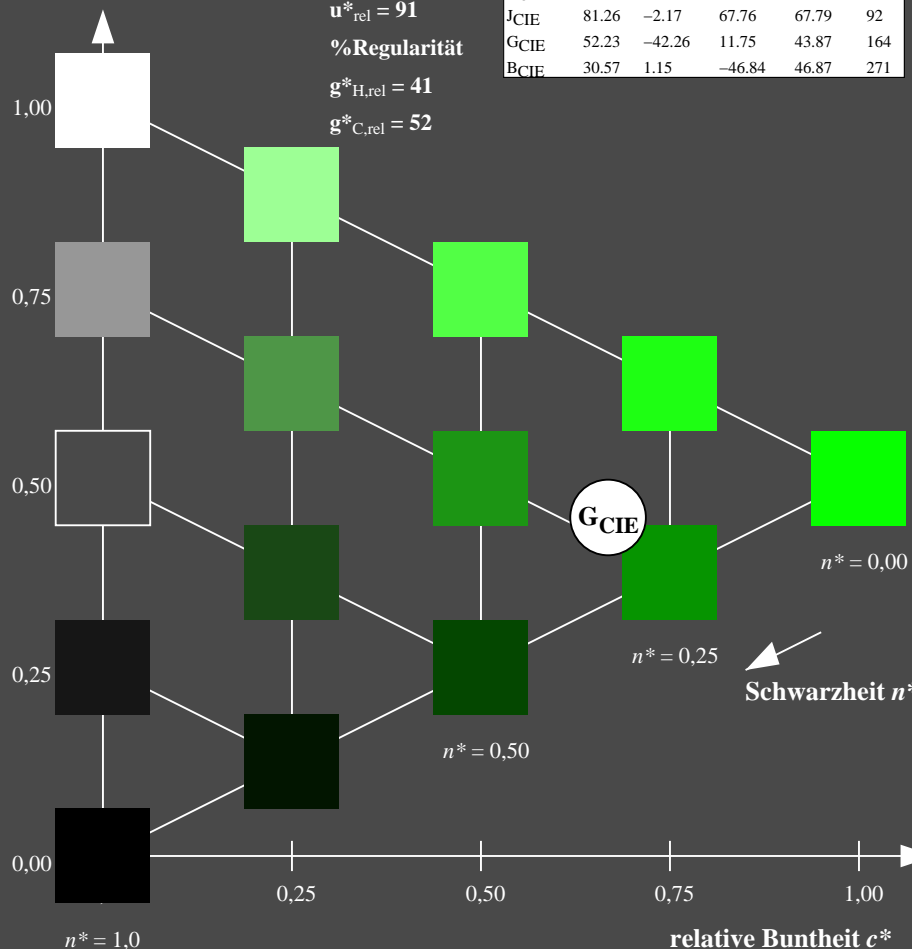 u*rel = 91
%Regularität
g*H,rel = 41
g*C,rel = 52
JCIE 81.26 −2.17 67.76 67.79 92
GCIE 52.23 −42.26 11.75 43.87 164
BCIE 30.57 1.15 −46.84 46.87 271
1,00
0,75
0,50
GCIE
n* = 0,00
n* = 0,25
0,25
Schwarzheit n*
n* = 0,50
0,00
0,25 0,50 0,75 1,00
n* = 1,0
relative Buntheit c*